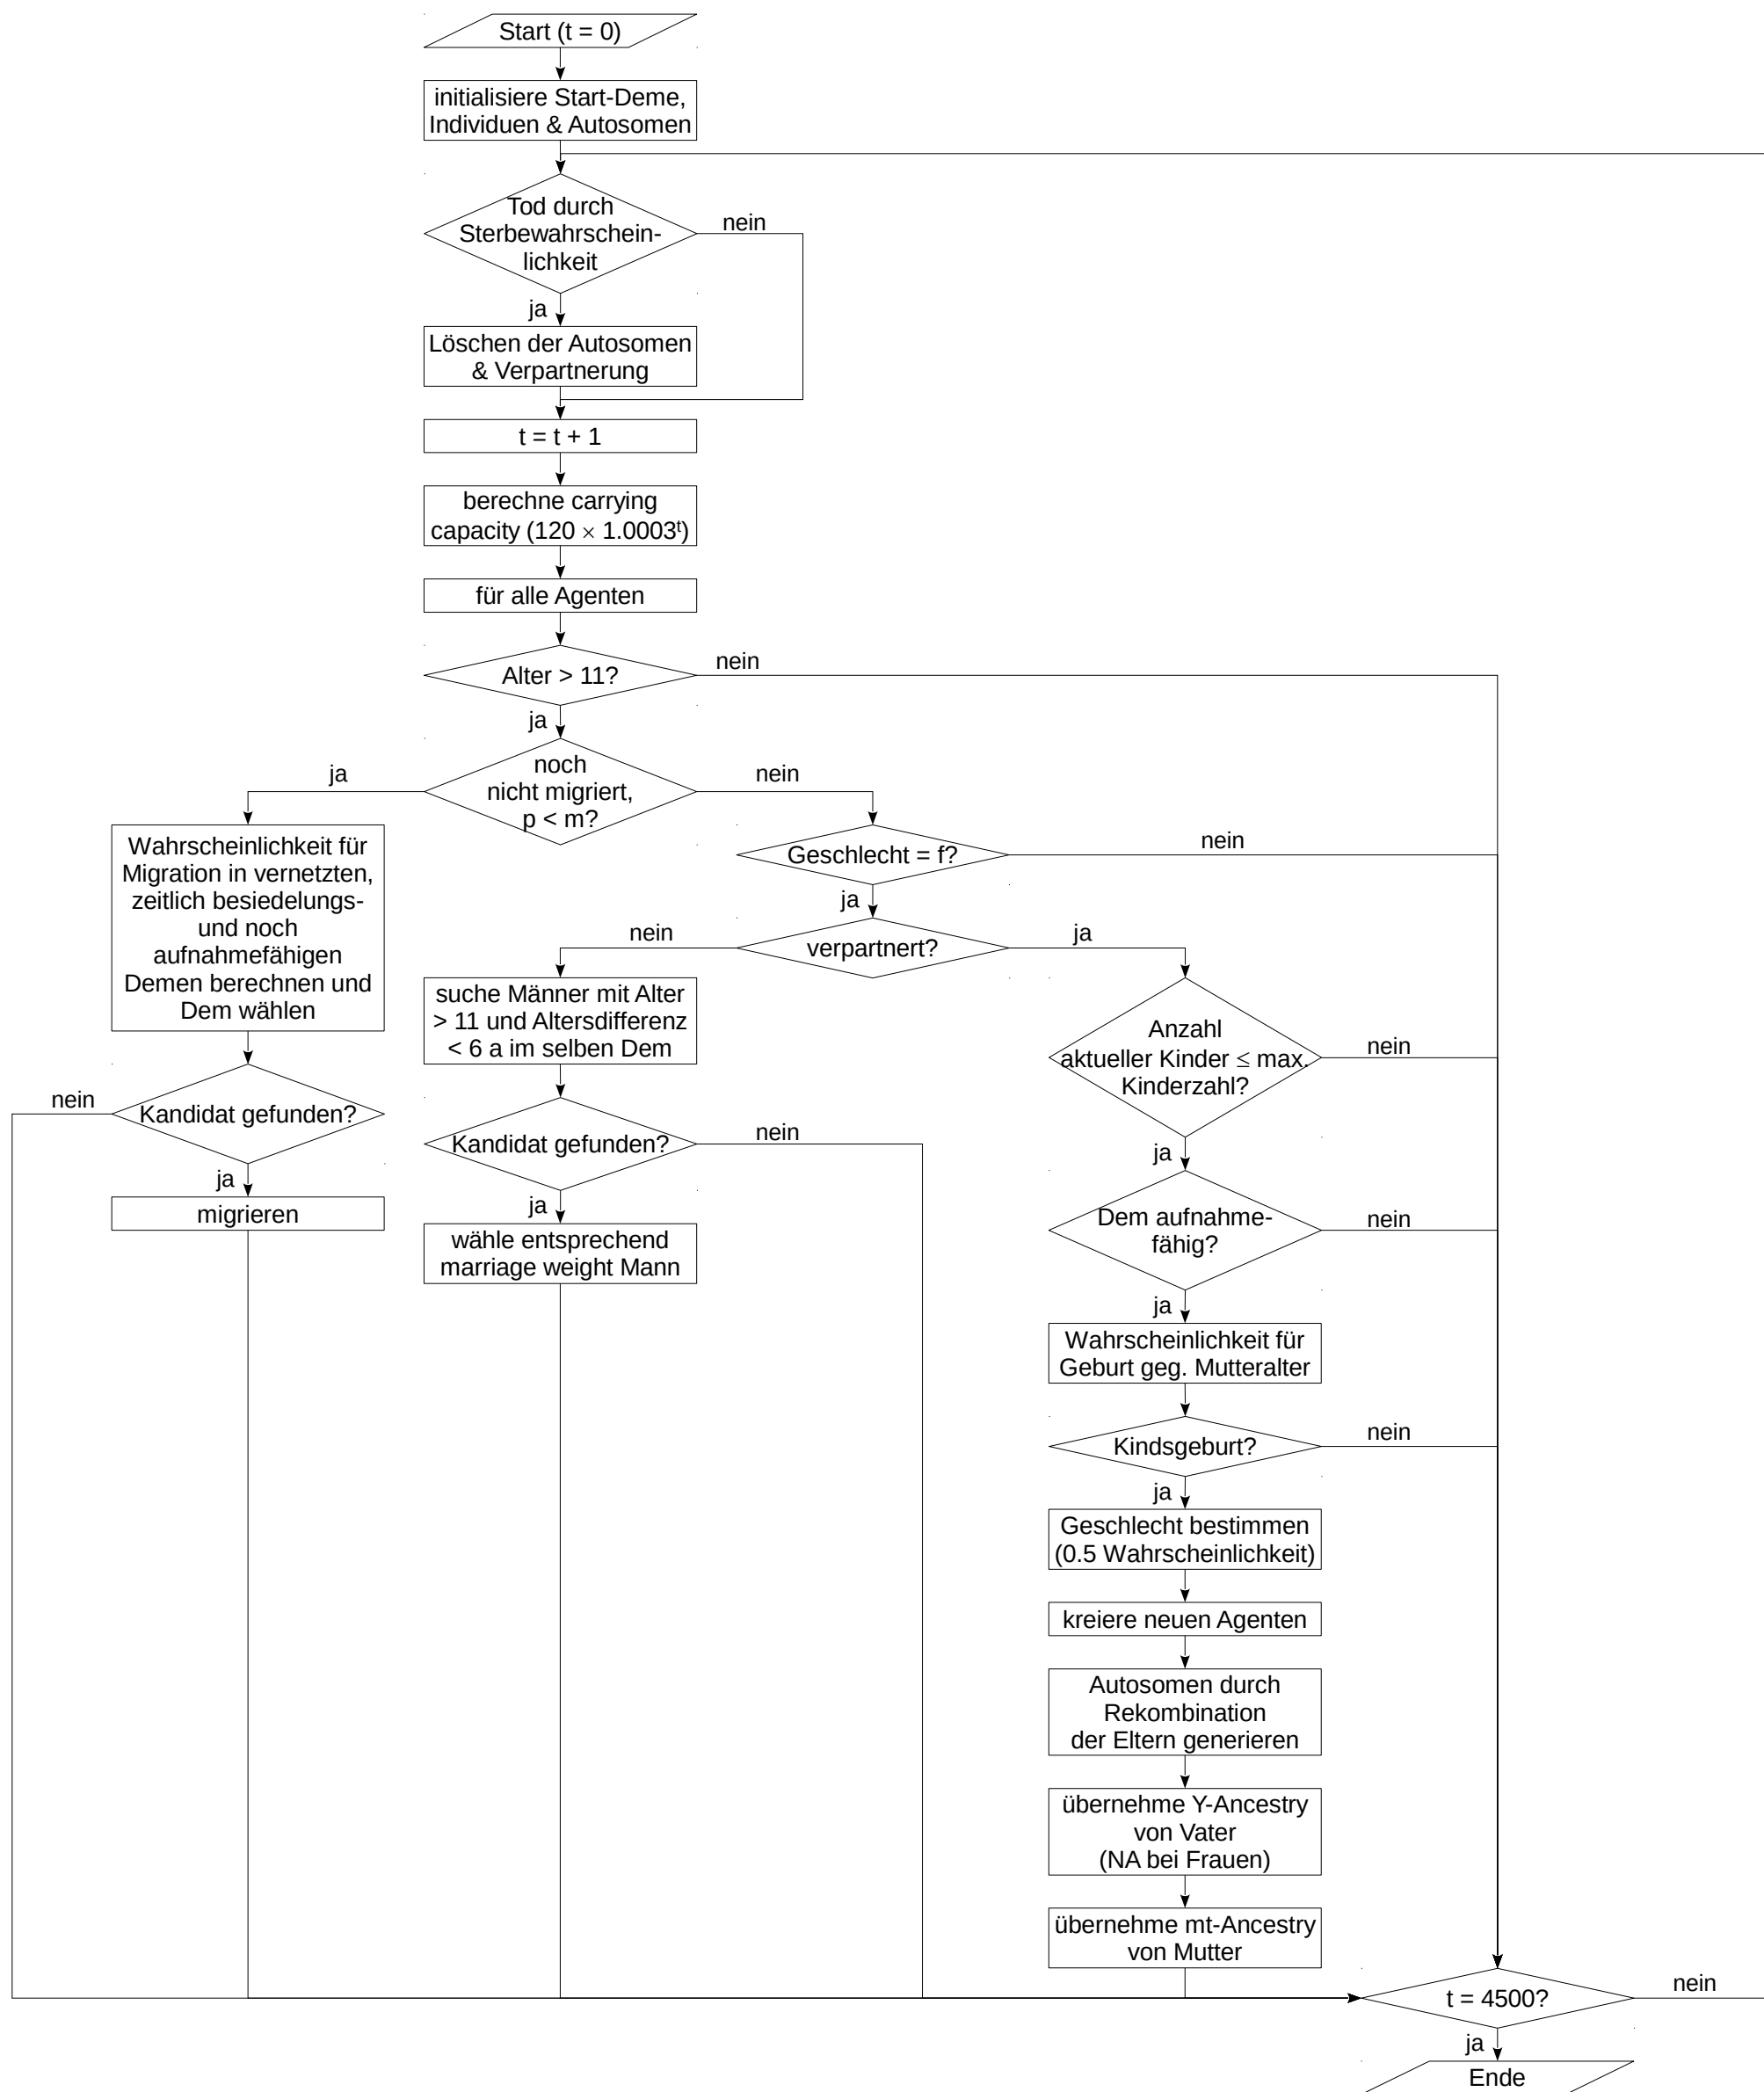 Start (t = 0)
initialisiere Start-Deme,
Individuen & Autosomen
Tod durch
Sterbewahrschein-
lichkeit
nein
ja
Löschen der Autosomen
& Verpartnerung
t = t + 1
berechne carrying
capacity (120 × 1.0003ᵗ)
für alle Agenten
Alter > 11?
nein
ja
noch
nicht migriert,
p < m?
ja
nein
Wahrscheinlichkeit für
Migration in vernetzten,
zeitlich besiedelungs-
und noch
aufnahmefähigen
Demen berechnen und
Dem wählen
Kandidat gefunden?
nein
ja
migrieren
Geschlecht = f?
nein
ja
verpartnert?
nein
ja
suche Männer mit Alter
> 11 und Altersdifferenz
< 6 a im selben Dem
Kandidat gefunden?
nein
ja
wähle entsprechend
marriage weight Mann
Anzahl
aktueller Kinder ≤ max.
Kinderzahl?
nein
ja
Dem aufnahme-
fähig?
nein
ja
Wahrscheinlichkeit für
Geburt geg. Mutteralter
Kindsgeburt?
nein
ja
Geschlecht bestimmen
(0.5 Wahrscheinlichkeit)
kreiere neuen Agenten
Autosomen durch
Rekombination
der Eltern generieren
übernehme Y-Ancestry
von Vater
(NA bei Frauen)
übernehme mt-Ancestry
von Mutter
t = 4500?
nein
ja
Ende